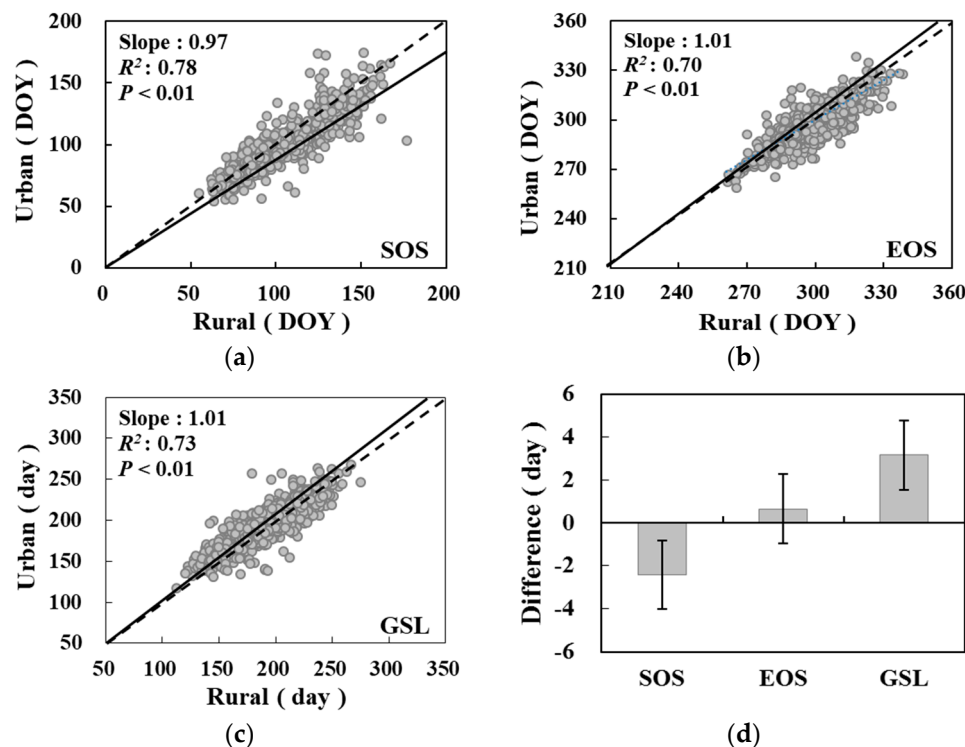 Slope : 0.97
R² : 0.78
P < 0.01
200
150
100
50
0
0 50 100 150 200
Urban ( DOY )
Rural ( DOY )
SOS
(a)
Slope : 1.01
R² : 0.70
P < 0.01
360
330
300
270
240
210
210 240 270 300 330 360
Urban ( DOY )
Rural ( DOY )
EOS
(b)
Slope : 1.01
R² : 0.73
P < 0.01
350
300
250
200
150
100
50
50 100 150 200 250 300 350
Urban ( day )
Rural ( day )
GSL
(c)
6
4
2
0
-2
-4
-6
Difference ( day )
SOS EOS GSL
(d)